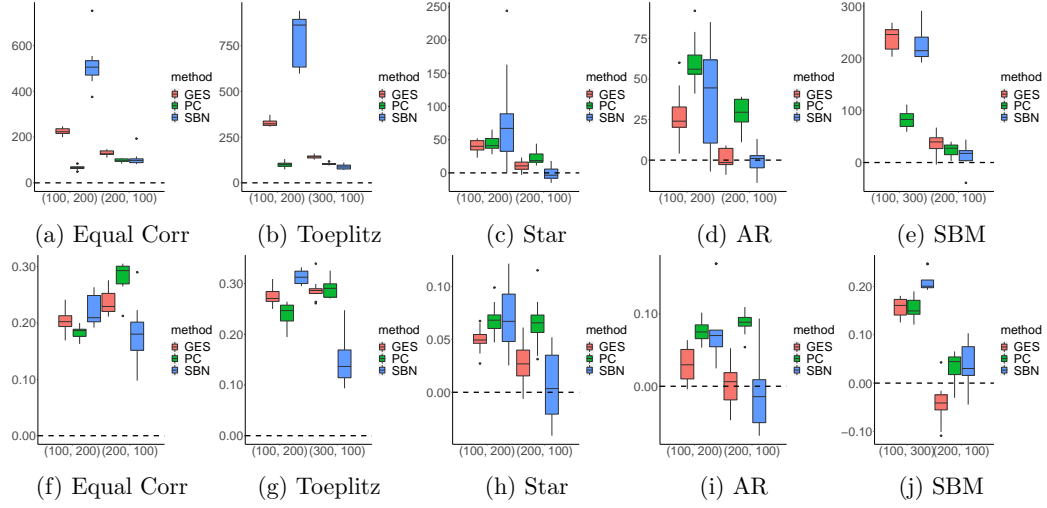 600
400
200
0
(100, 200) (200, 100)
method
GES
PC
SBN
(a) Equal Corr
750
500
250
0
(100, 200) (300, 100)
method
GES
PC
SBN
(b) Toeplitz
250
200
150
100
50
0
(100, 200) (200, 100)
method
GES
PC
SBN
(c) Star
75
50
25
0
(100, 200) (200, 100)
method
GES
PC
SBN
(d) AR
300
200
100
0
(100, 300) (200, 100)
method
GES
PC
SBN
(e) SBM
0.30
0.20
0.10
0.00
(100, 200) (200, 100)
method
GES
PC
SBN
(f) Equal Corr
0.30
0.20
0.10
0.00
(100, 200) (300, 100)
method
GES
PC
SBN
(g) Toeplitz
0.10
0.05
0.00
(100, 200) (200, 100)
method
GES
PC
SBN
(h) Star
0.10
0.00
(100, 200) (200, 100)
method
GES
PC
SBN
(i) AR
0.20
0.10
0.00
−0.10
(100, 300) (200, 100)
method
GES
PC
SBN
(j) SBM